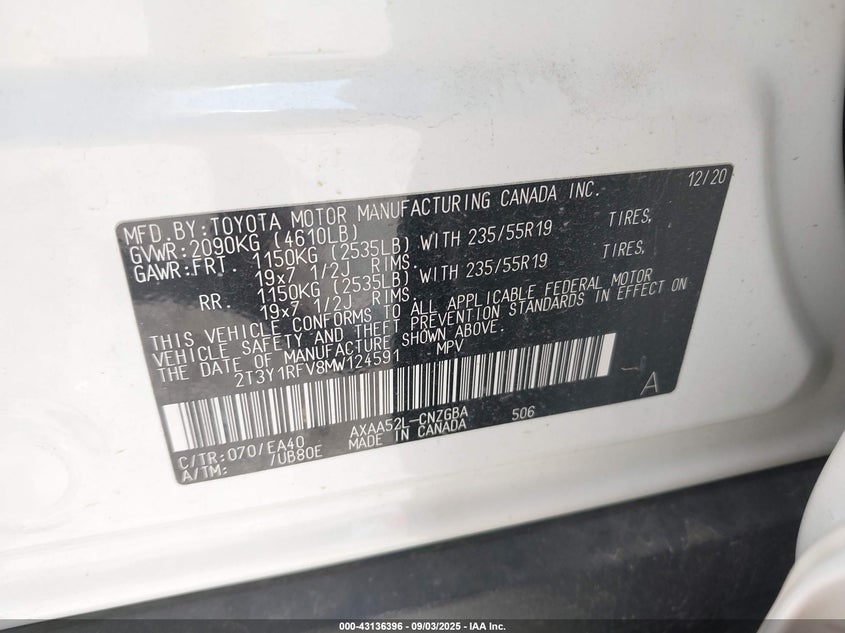 MFD. BY: TOYOTA MOTOR MANUFACTURING CANADA INC. 12/20
GVWR: 2090KG (4610LB)
GAWR: FRT. 1150KG (2535LB) WITH 235/55R19 TIRES,
19x7 1/2J RIMS.
RR. 1150KG (2535LB) WITH 235/55R19 TIRES,
19x7 1/2J RIMS.
THIS VEHICLE CONFORMS TO ALL APPLICABLE FEDERAL MOTOR
VEHICLE SAFETY AND THEFT PREVENTION STANDARDS IN EFFECT ON
THE DATE OF MANUFACTURE SHOWN ABOVE.
2T3Y1RFV8MW124591 MPV
A
C/TR: 070/EA40 AXAA52L-CNZGBA 506
A/TM: /UB80E MADE IN CANADA
000-43136396 - 09/03/2025 - IAA Inc.